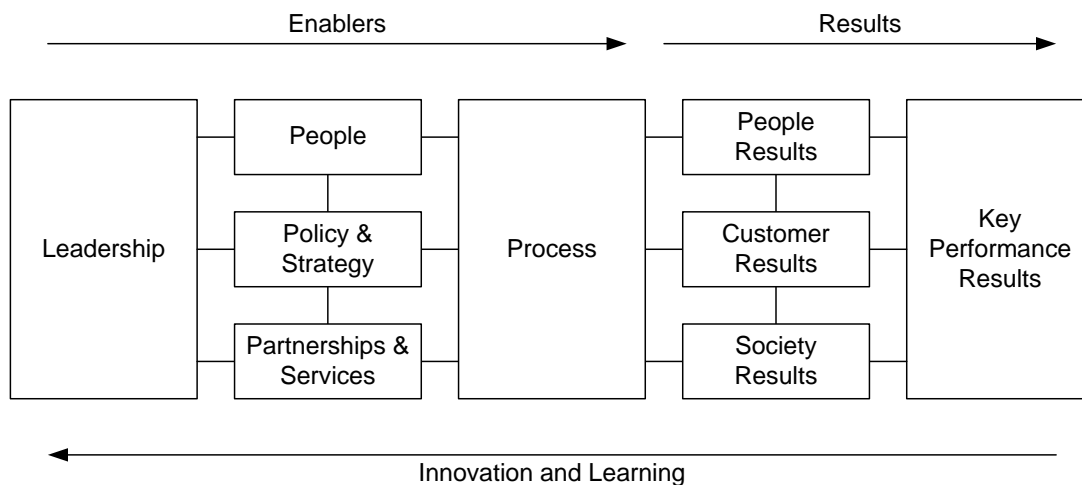 Enablers
Results
Leadership
People
Policy &
Strategy
Partnerships &
Services
Process
People
Results
Customer
Results
Society
Results
Key
Performance
Results
Innovation and Learning